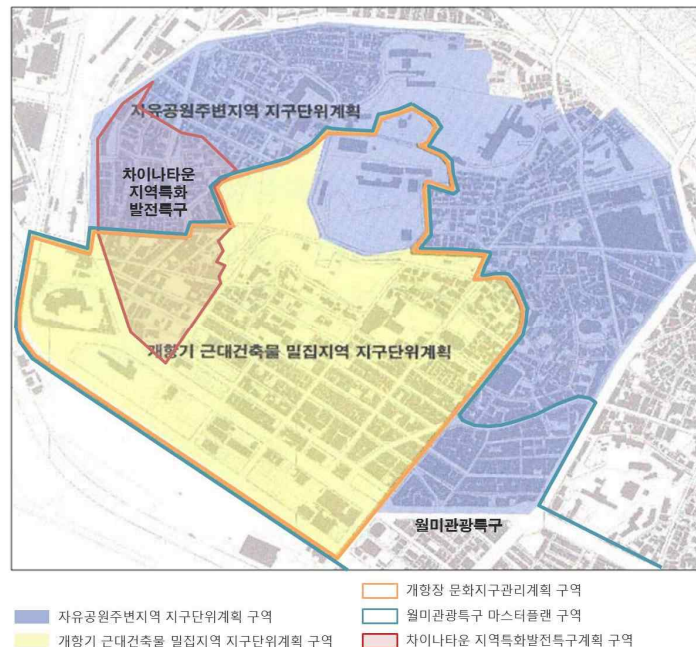 자유공원주변지역 지구단위계획
차이나타운
지역특화
발전특구
개항기 근대건축물 밀집지역 지구단위계획
월미관광특구
개항장 문화지구관리계획 구역
자유공원주변지역 지구단위계획 구역
월미관광특구 마스터플랜 구역
개항기 근대건축물 밀집지역 지구단위계획 구역
차이나타운 지역특화발전특구계획 구역